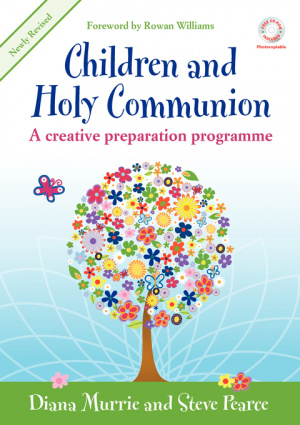 Foreword by Rowan Williams
Newly Revised
Photocopiable
Children and
Holy Communion
A creative preparation programme
Diana Murrie and Steve Pearce